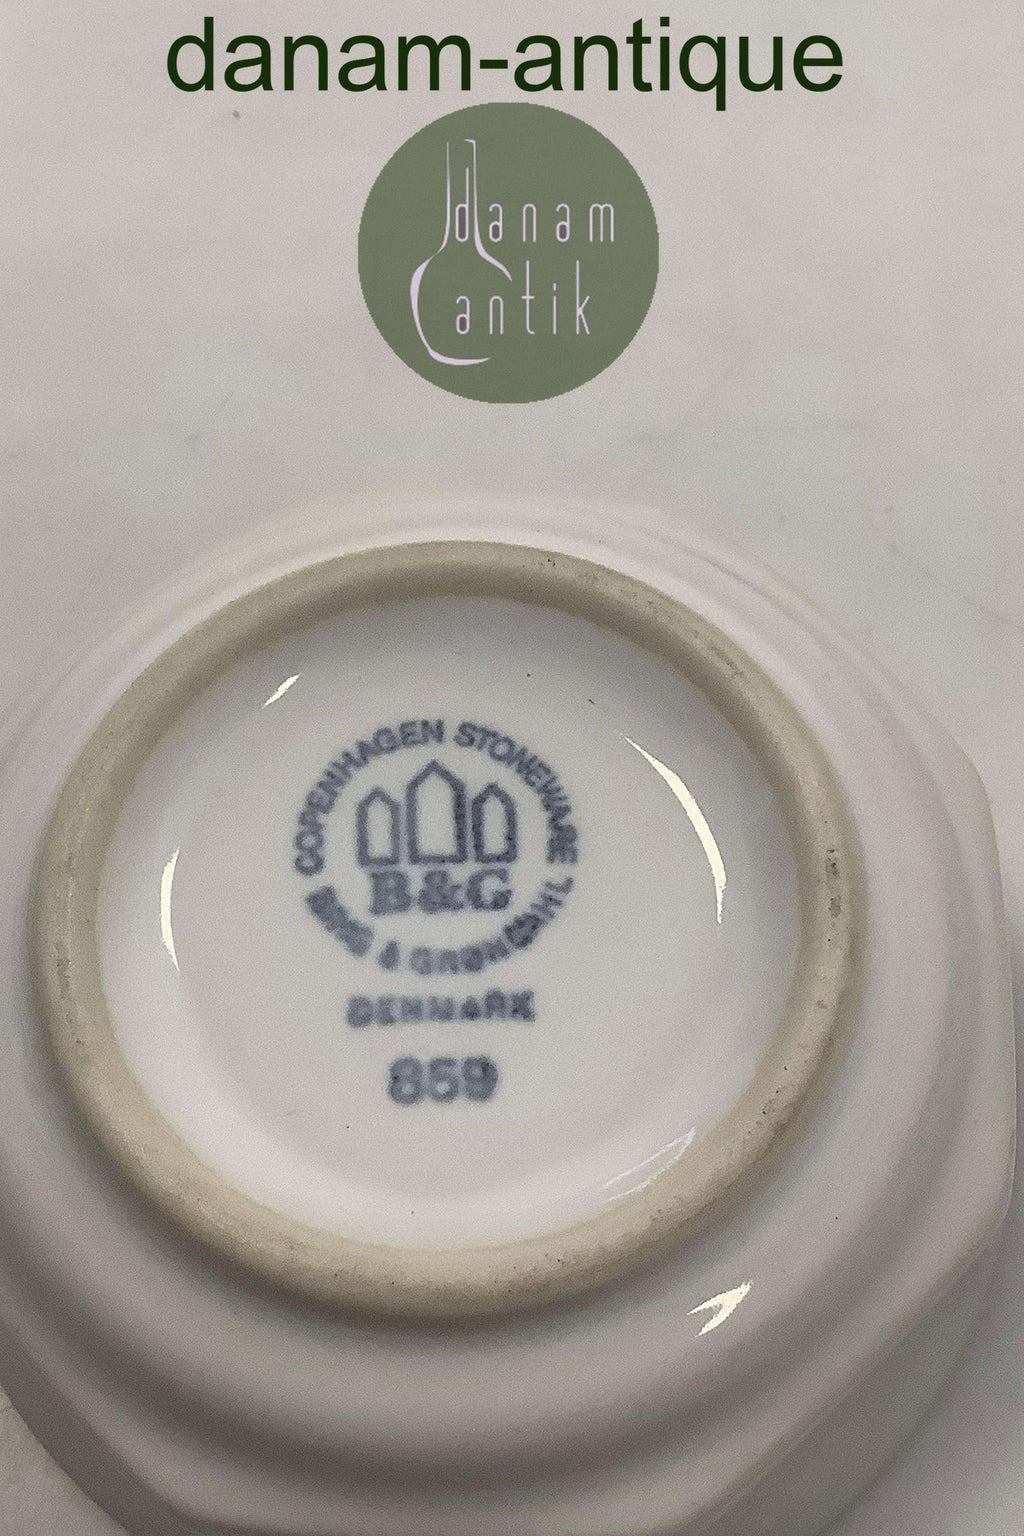 danam-antique
danam
antik
COPENHAGEN STONEWARE
B&G
BING & GRØNDAHL
DENMARK
859